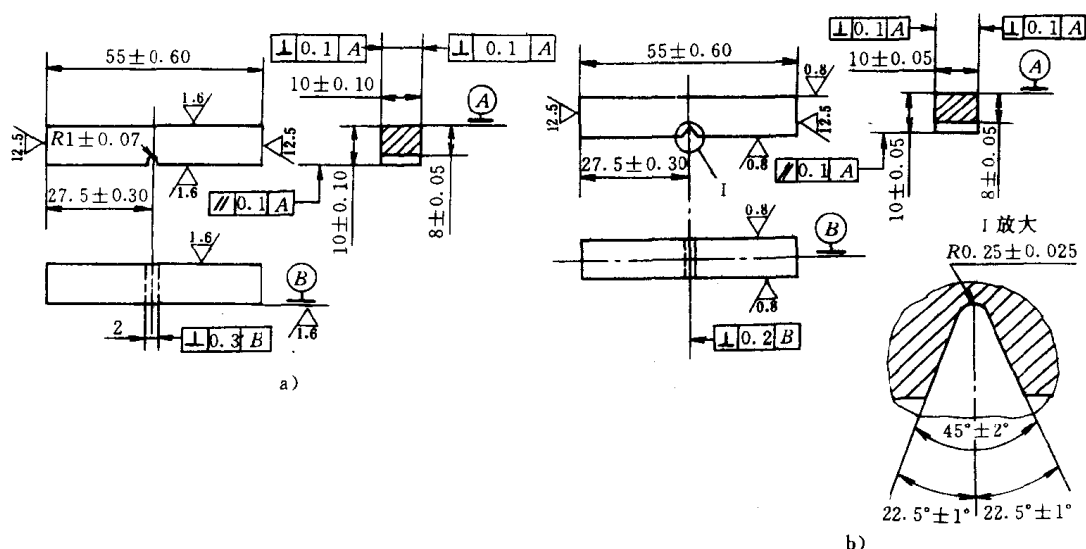 ⊥ 0.1 A
⊥ 0.1 A
55±0.60
10±0.10
A
1.6
12.5
R1±0.07
12.5
1.6
27.5±0.30
// 0.1 A
10±0.10
8±0.05
1.6
B
1.6
2
⊥ 0.3 B
a)
⊥ 0.1 A
⊥ 0.1 A
55±0.60
10±0.05
A
0.8
12.5
12.5
27.5±0.30
I
0.8
// 0.1 A
10±0.05
8±0.05
0.8
B
0.8
⊥ 0.2 B
I 放大
R0.25±0.025
45°±2°
22.5°±1°
22.5°±1°
b)